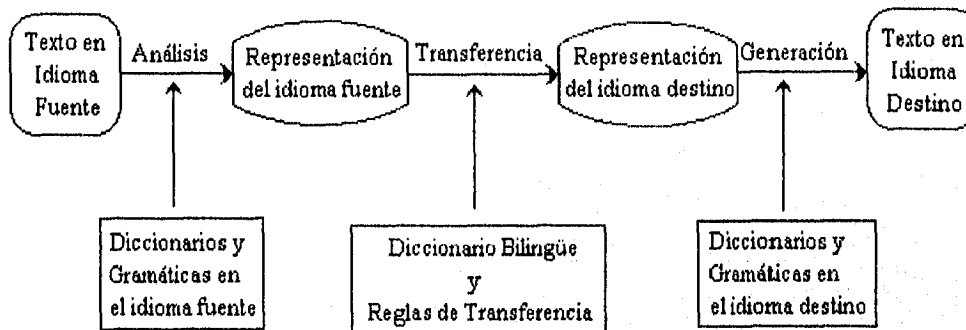 Texto en
Idioma
Fuente
Análisis
Representación
del idioma fuente
Transferencia
Representación
del idioma destino
Generación
Texto en
Idioma
Destino
Diccionarios y
Gramáticas en
el idioma fuente
Diccionario Bilingüe
y
Reglas de Transferencia
Diccionarios y
Gramáticas en
el idioma destino